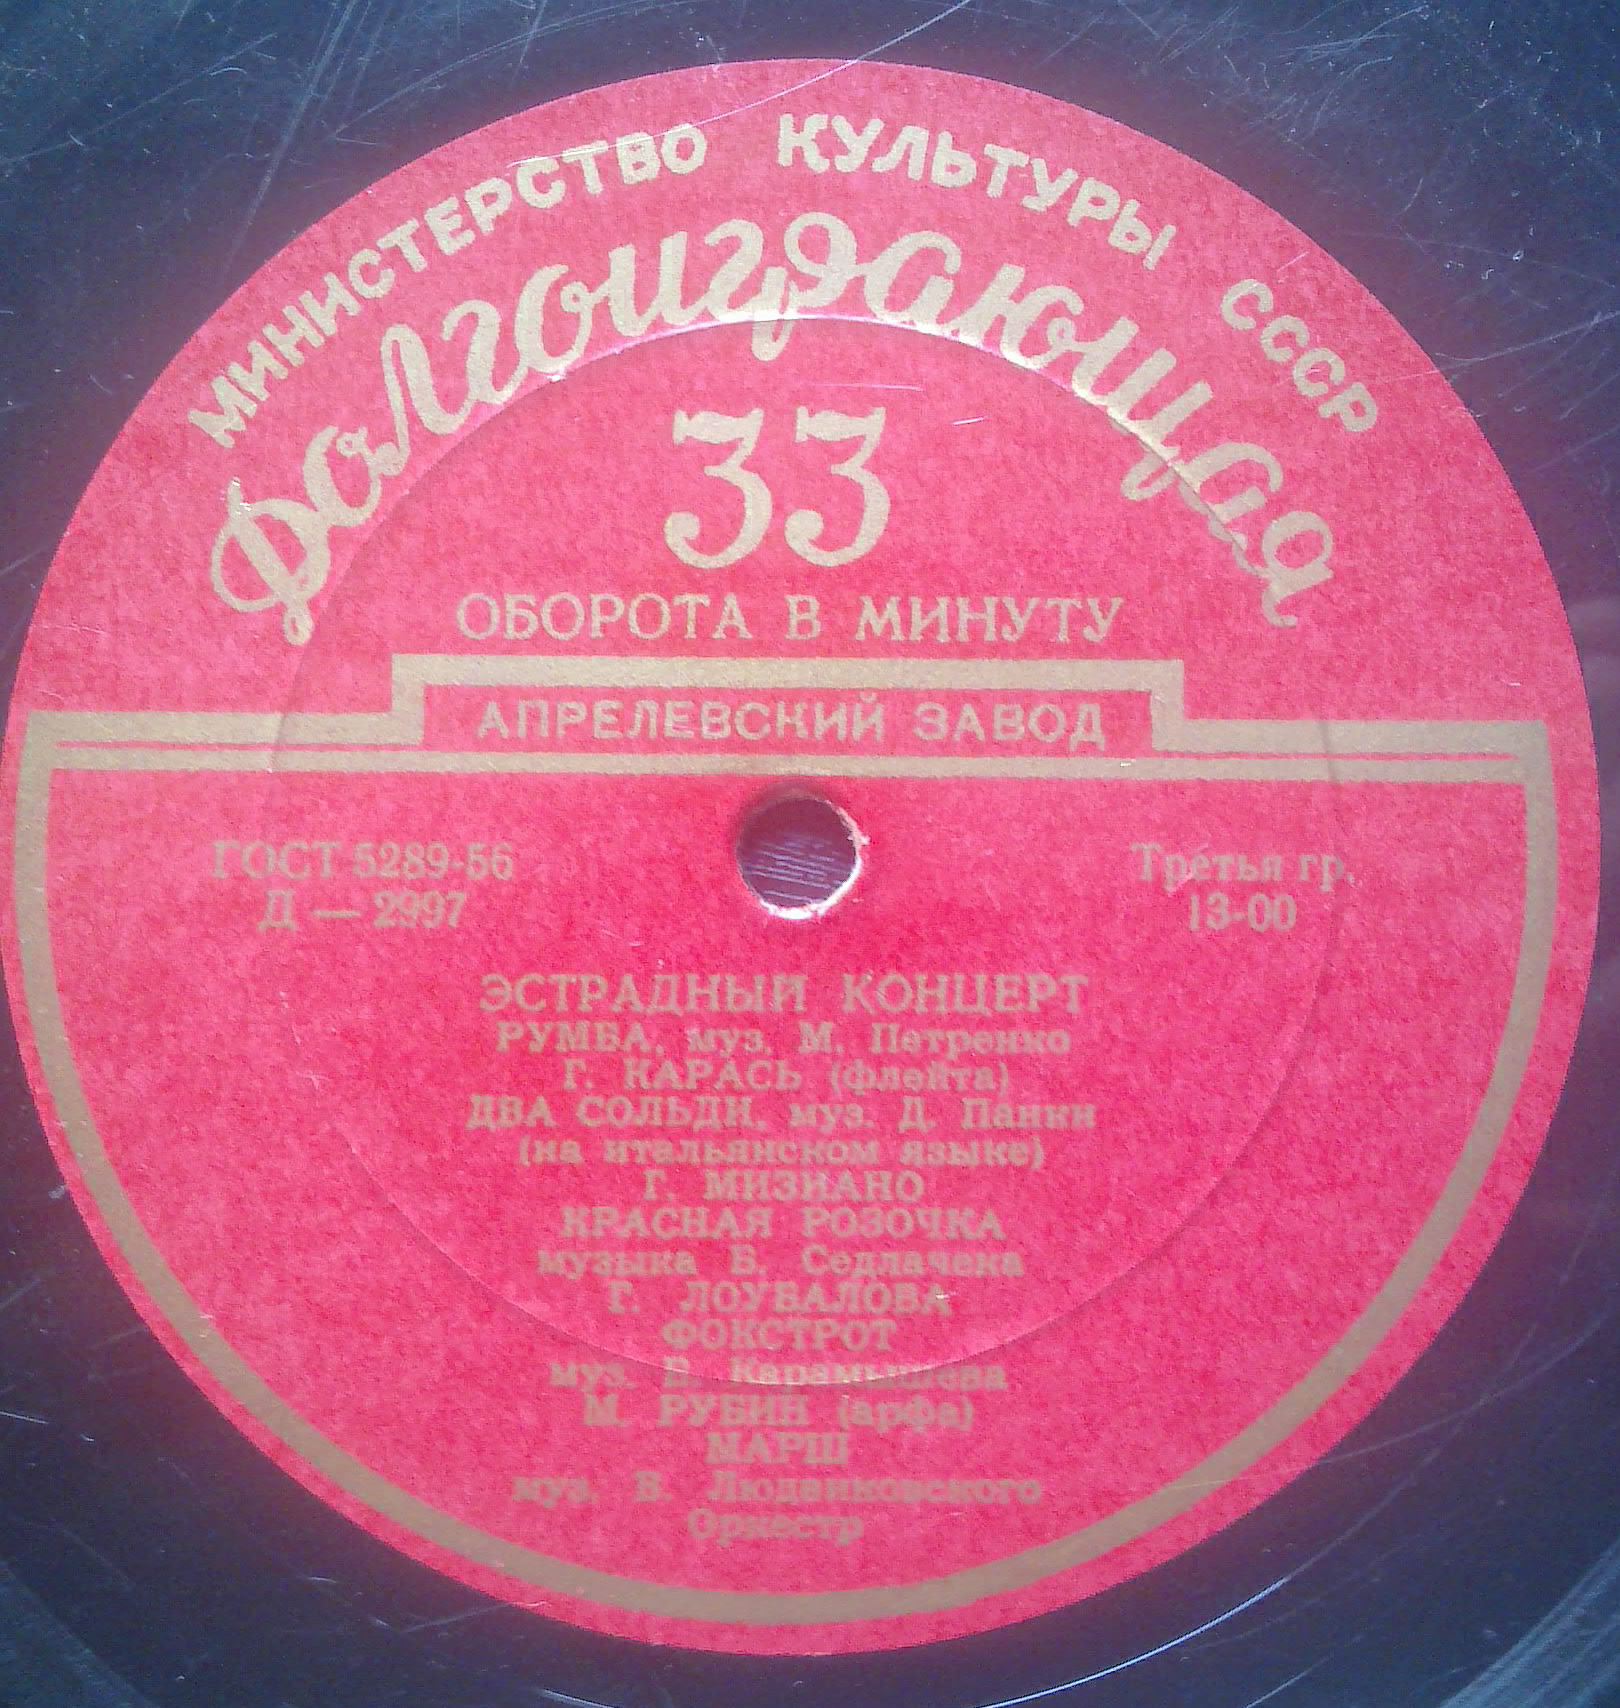 МИНИСТЕРСТВО КУЛЬТУРЫ СССР
Долгоиграющая
33
ОБОРОТА В МИНУТУ
АПРЕЛЕВСКИЙ ЗАВОД
ГОСТ 5289-56
Д — 2997
Третья гр.
13-00
ЭСТРАДНЫЙ КОНЦЕРТ
РУМБА, муз. М. Петренко
Г. КАРАСЬ (флейта)
ДВА СОЛЬДИ, муз. Д. Панки
(на итальянском языке)
Г. МИЗИАНО
КРАСНАЯ РОЗОЧКА
музыка Б. Седлачека
Г. ЛОУБАЛОВА
ФОКСТРОТ
муз. В. Карамышева
М. РУБИН (арфа)
МАРШ
муз. В. Людвиковского
Оркестр